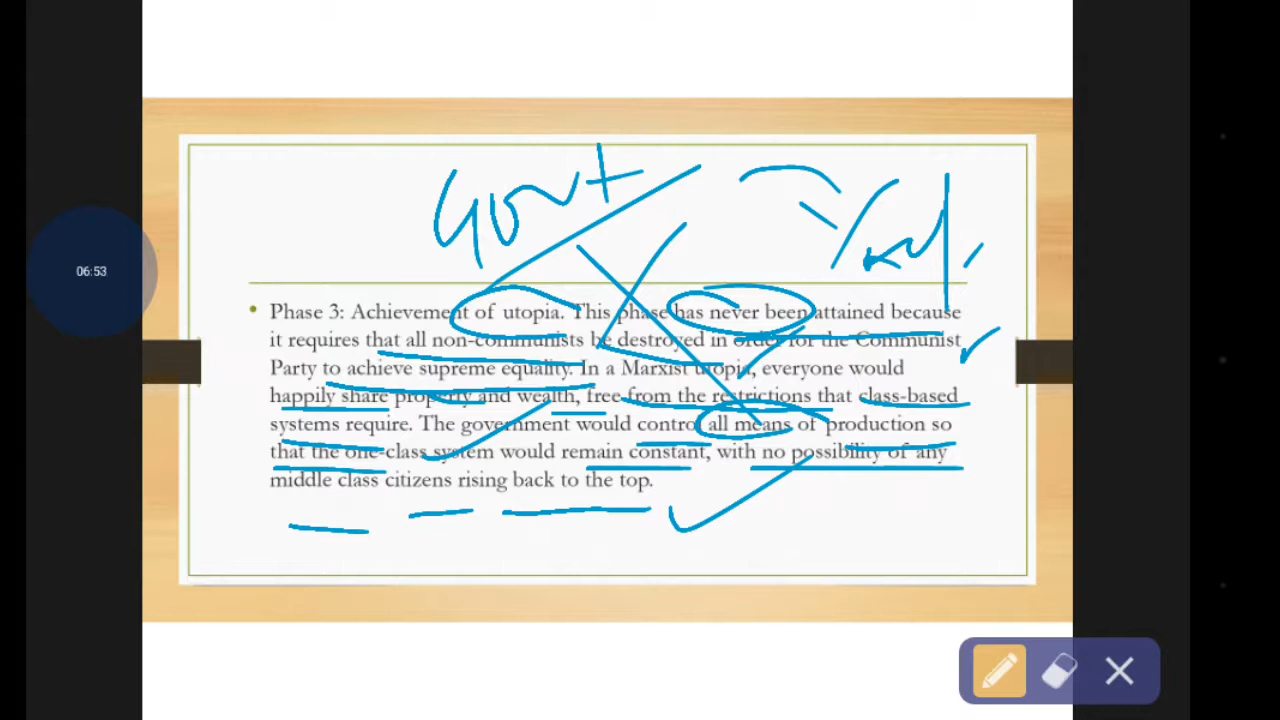 Govt
• Phase 3: Achievement of utopia. This phase has never been attained because
it requires that all non-communists be destroyed in order for the Communist
Party to achieve supreme equality. In a Marxist utopia, everyone would
happily share property and wealth, free from the restrictions that class-based
systems require. The government would control all means of production so
that the one-class system would remain constant, with no possibility of any
middle class citizens rising back to the top.
06:53